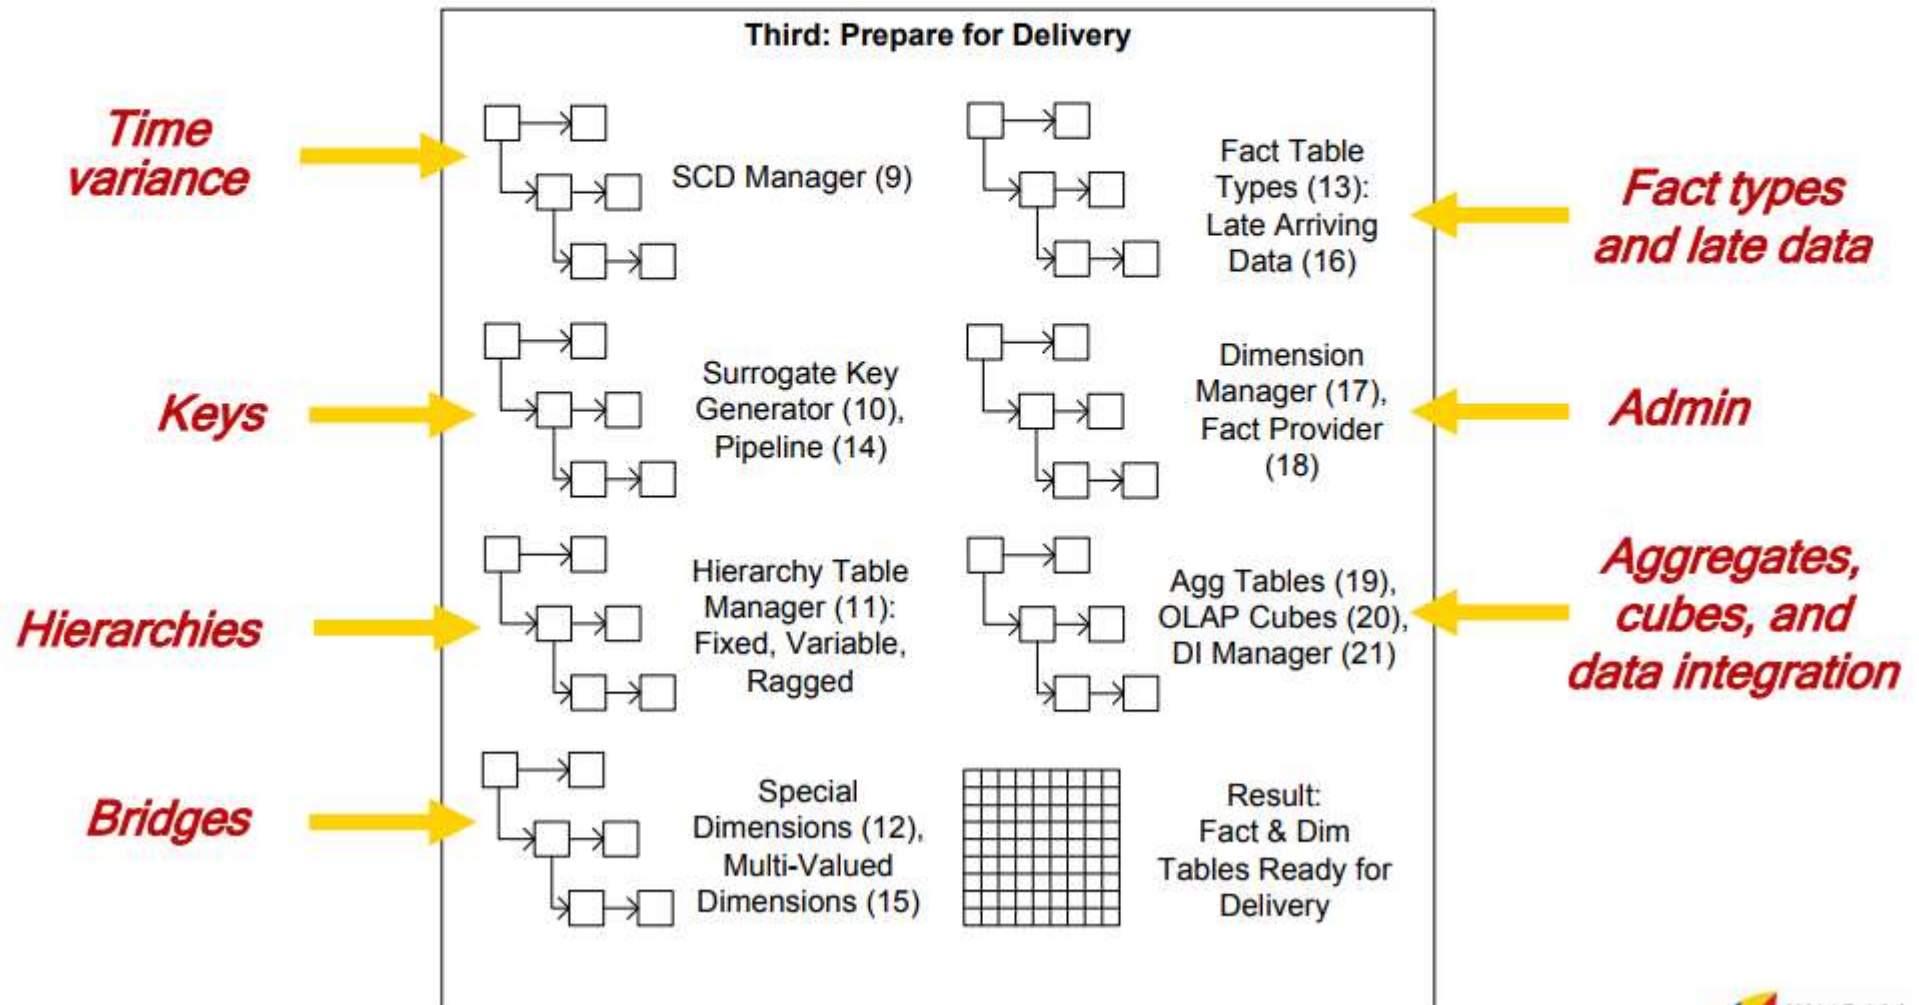 Third: Prepare for Delivery
Time
variance
SCD Manager (9)
Fact Table
Types (13):
Late Arriving
Data (16)
Fact types
and late data
Keys
Surrogate Key
Generator (10),
Pipeline (14)
Dimension
Manager (17),
Fact Provider
(18)
Admin
Hierarchies
Hierarchy Table
Manager (11):
Fixed, Variable,
Ragged
Agg Tables (19),
OLAP Cubes (20),
DI Manager (21)
Aggregates,
cubes, and
data integration
Bridges
Special
Dimensions (12),
Multi-Valued
Dimensions (15)
Result:
Fact & Dim
Tables Ready for
Delivery